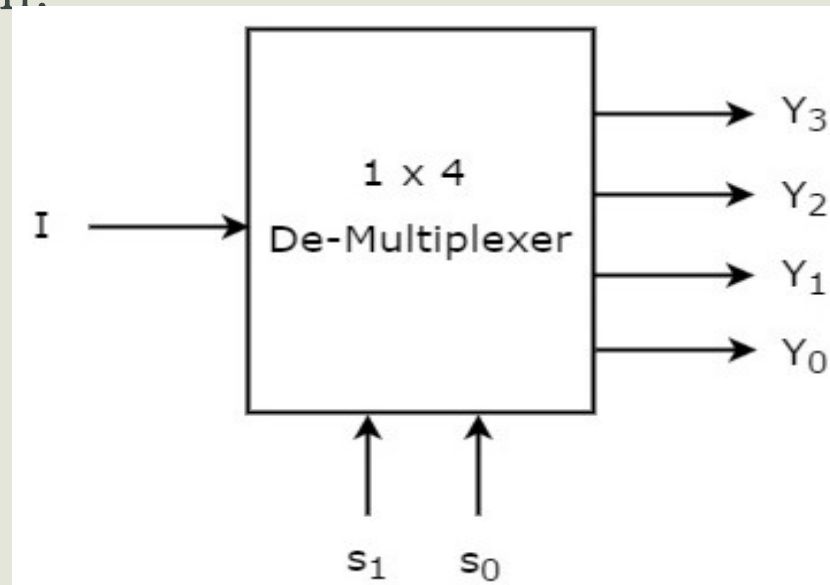 Y₃
1 x 4
Y₂
I
De-Multiplexer
Y₁
Y₀
s₁ s₀